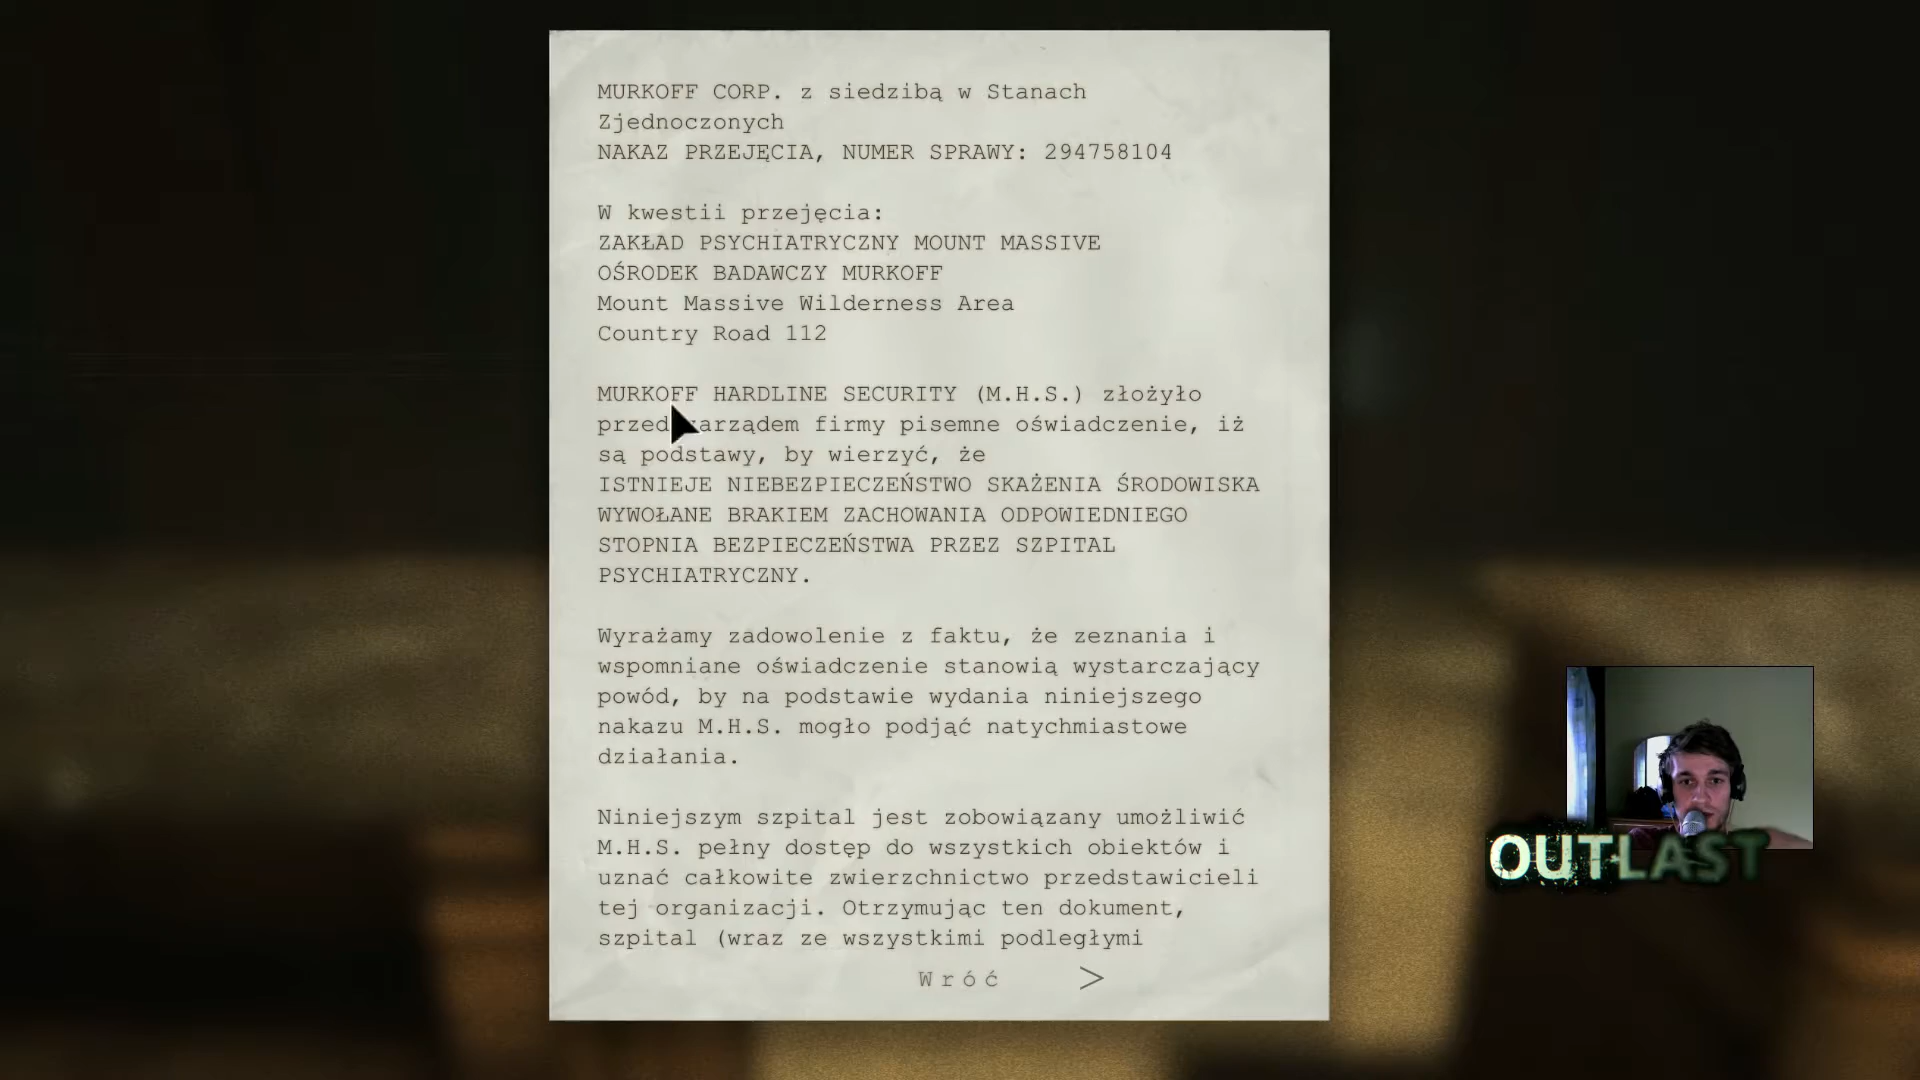 MURKOFF CORP. z siedzibą w Stanach
Zjednoczonych
NAKAZ PRZEJĘCIA, NUMER SPRAWY: 294758104
W kwestii przejęcia:
ZAKŁAD PSYCHIATRYCZNY MOUNT MASSIVE
OŚRODEK BADAWCZY MURKOFF
Mount Massive Wilderness Area
Country Road 112
MURKOFF HARDLINE SECURITY (M.H.S.) złożyło
przed zarządem firmy pisemne oświadczenie, iż
są podstawy, by wierzyć, że
ISTNIEJE NIEBEZPIECZEŃSTWO SKAŻENIA ŚRODOWISKA
WYWOŁANE BRAKIEM ZACHOWANIA ODPOWIEDNIEGO
STOPNIA BEZPIECZEŃSTWA PRZEZ SZPITAL
PSYCHIATRYCZNY.
Wyrażamy zadowolenie z faktu, że zeznania i
wspomniane oświadczenie stanowią wystarczający
powód, by na podstawie wydania niniejszego
nakazu M.H.S. mogło podjąć natychmiastowe
działania.
Niniejszym szpital jest zobowiązany umożliwić
M.H.S. pełny dostęp do wszystkich obiektów i
uznać całkowite zwierzchnictwo przedstawicieli
tej organizacji. Otrzymując ten dokument,
szpital (wraz ze wszystkimi podległymi
Wróć >
OUTLAST